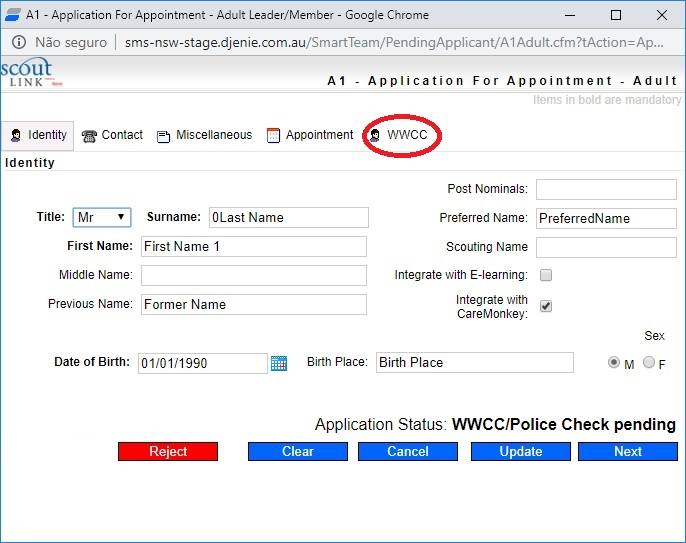 A1 - Application For Appointment - Adult Leader/Member - Google Chrome
Não seguro | sms-nsw-stage.djenie.com.au/SmartTeam/PendingApplicant/A1Adult.cfm?tAction=Ap...
scout
LINK
A1 - Application For Appointment - Adult
Items in bold are mandatory
Identity Contact Miscellaneous Appointment WWCC
Identity
Post Nominals:
Title: Mr Surname: 0Last Name Preferred Name: PreferredName
First Name: First Name 1 Scouting Name
Middle Name: Integrate with E-learning:
Previous Name: Former Name Integrate with
CareMonkey:
Sex
Date of Birth: 01/01/1990 Birth Place: Birth Place M F
Application Status: WWCC/Police Check pending
Reject Clear Cancel Update Next